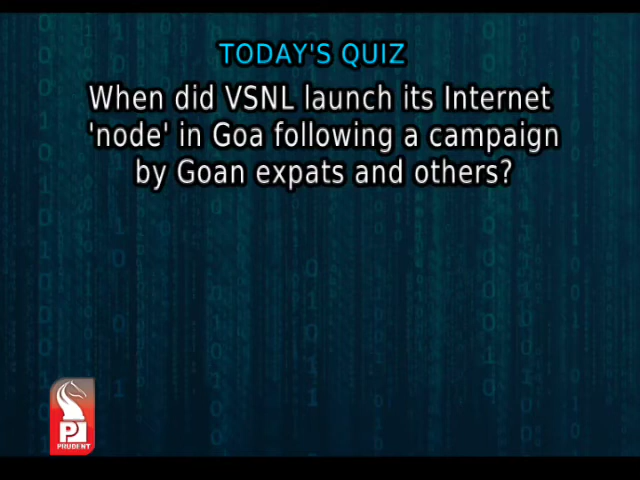 TODAY'S QUIZ
When did VSNL launch its Internet
'node' in Goa following a campaign
by Goan expats and others?
P
PRUDENT